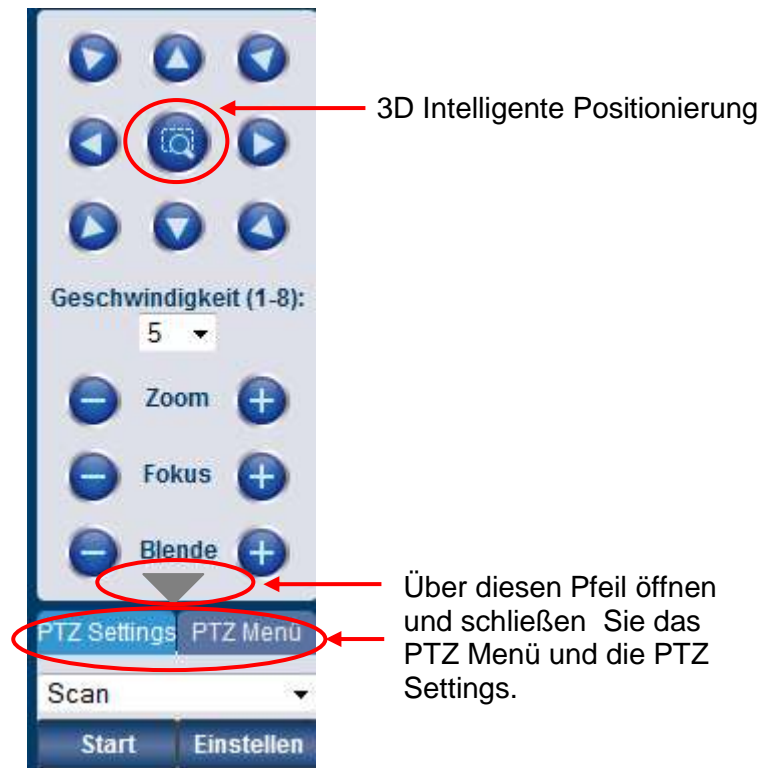 3D Intelligente Positionierung
Geschwindigkeit (1-8):
5
Zoom
Fokus
Blende
Über diesen Pfeil öffnen
und schließen Sie das
PTZ Menü und die PTZ
Settings.
PTZ Settings PTZ Menü
Scan
Start Einstellen